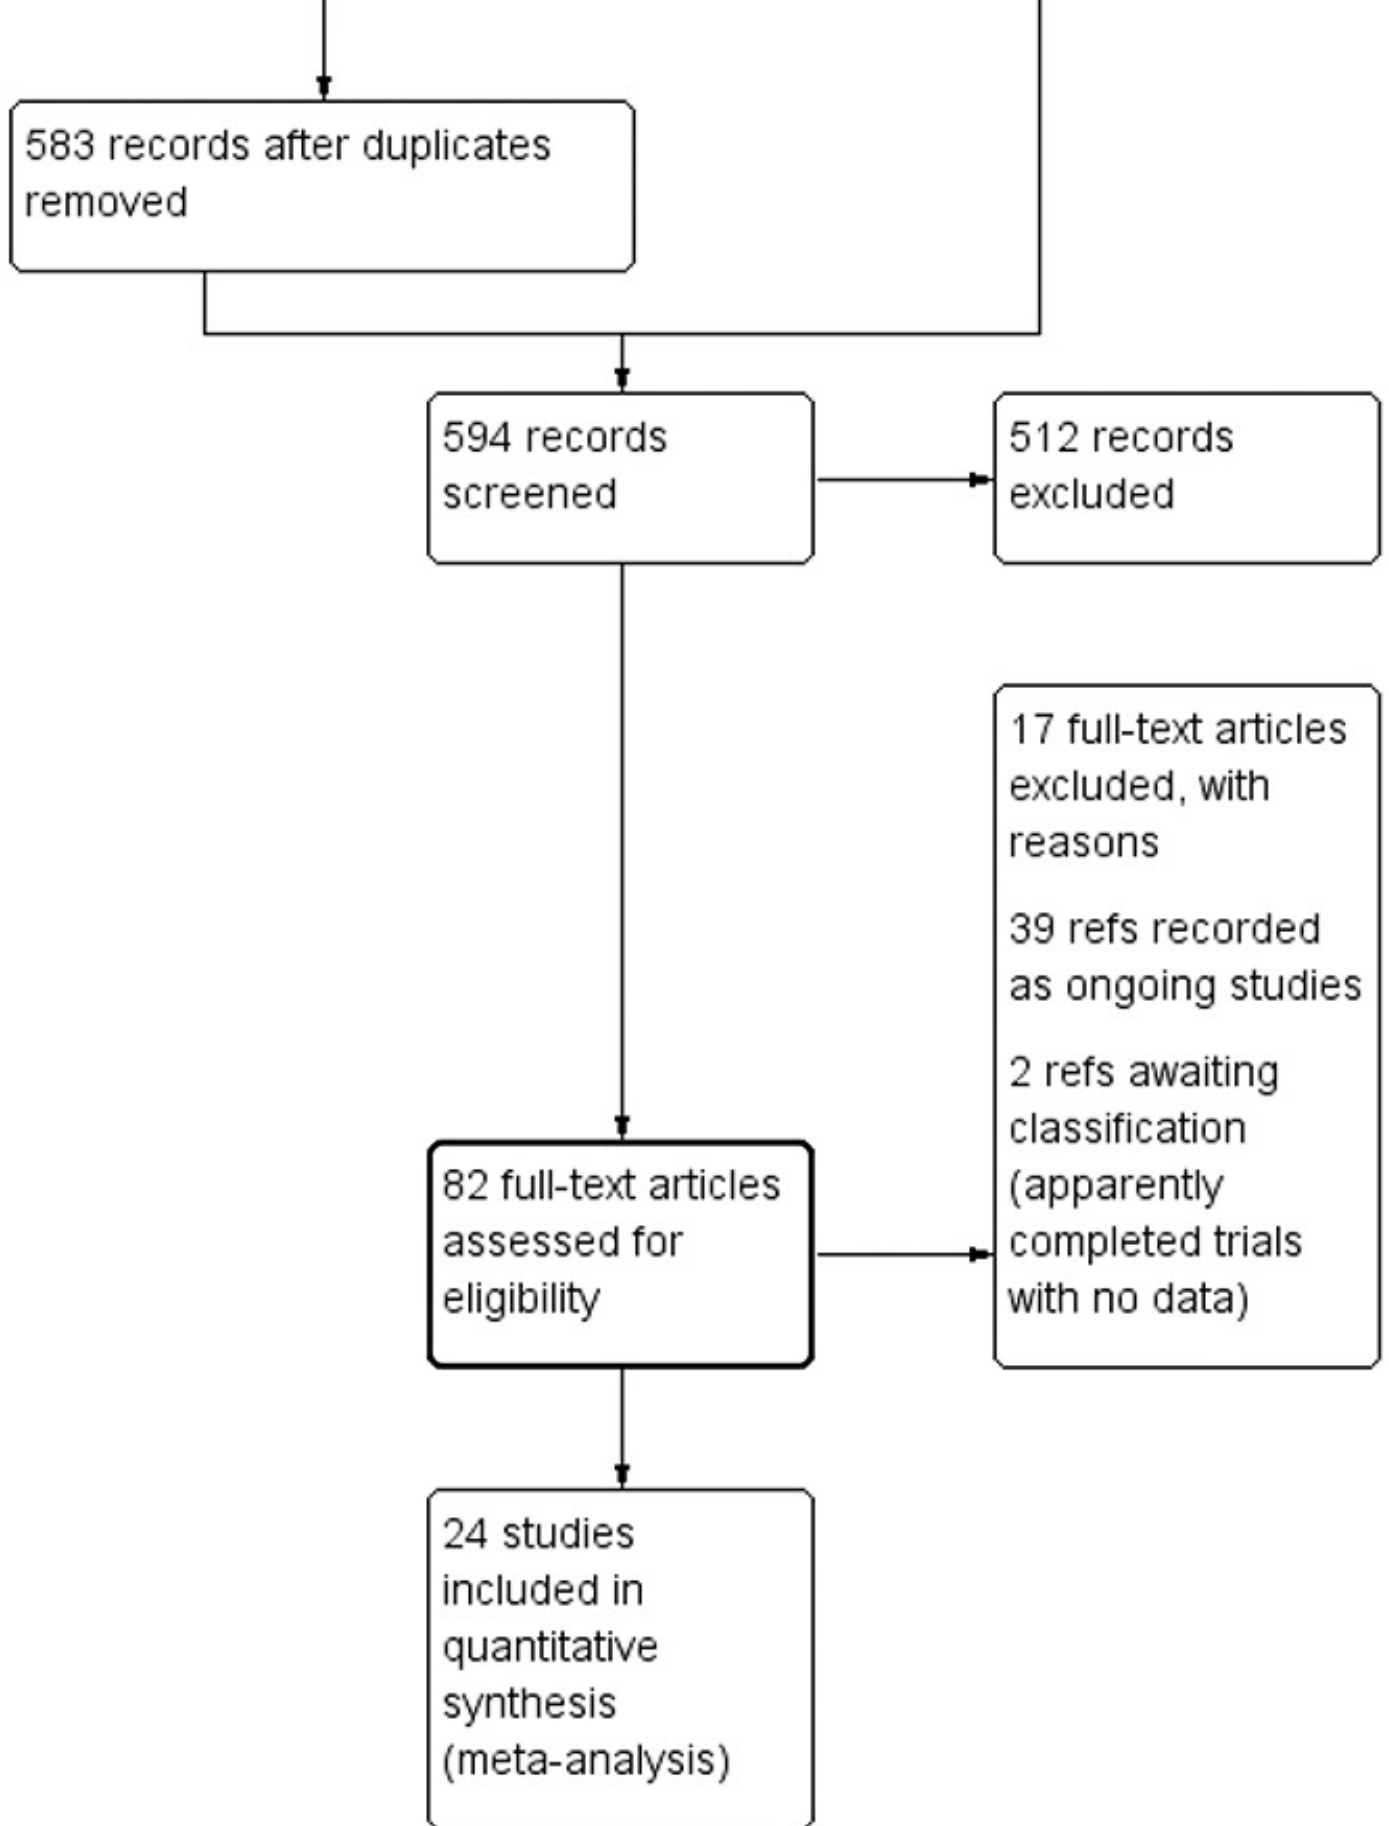 583 records after duplicates
removed
594 records
screened
512 records
excluded
17 full-text articles
excluded, with
reasons
39 refs recorded
as ongoing studies
2 refs awaiting
classification
(apparently
completed trials
with no data)
82 full-text articles
assessed for
eligibility
24 studies
included in
quantitative
synthesis
(meta-analysis)